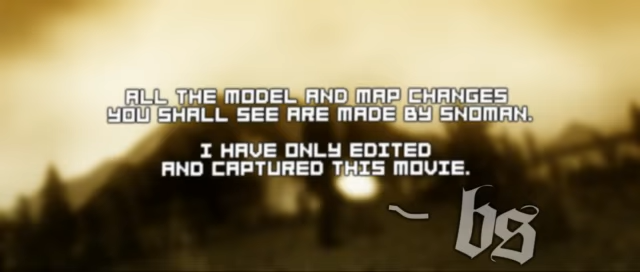 ALL THE MODEL AND MAP CHANGES
YOU SHALL SEE ARE MADE BY SNOMAN.
I HAVE ONLY EDITED
AND CAPTURED THIS MOVIE.
~ bs